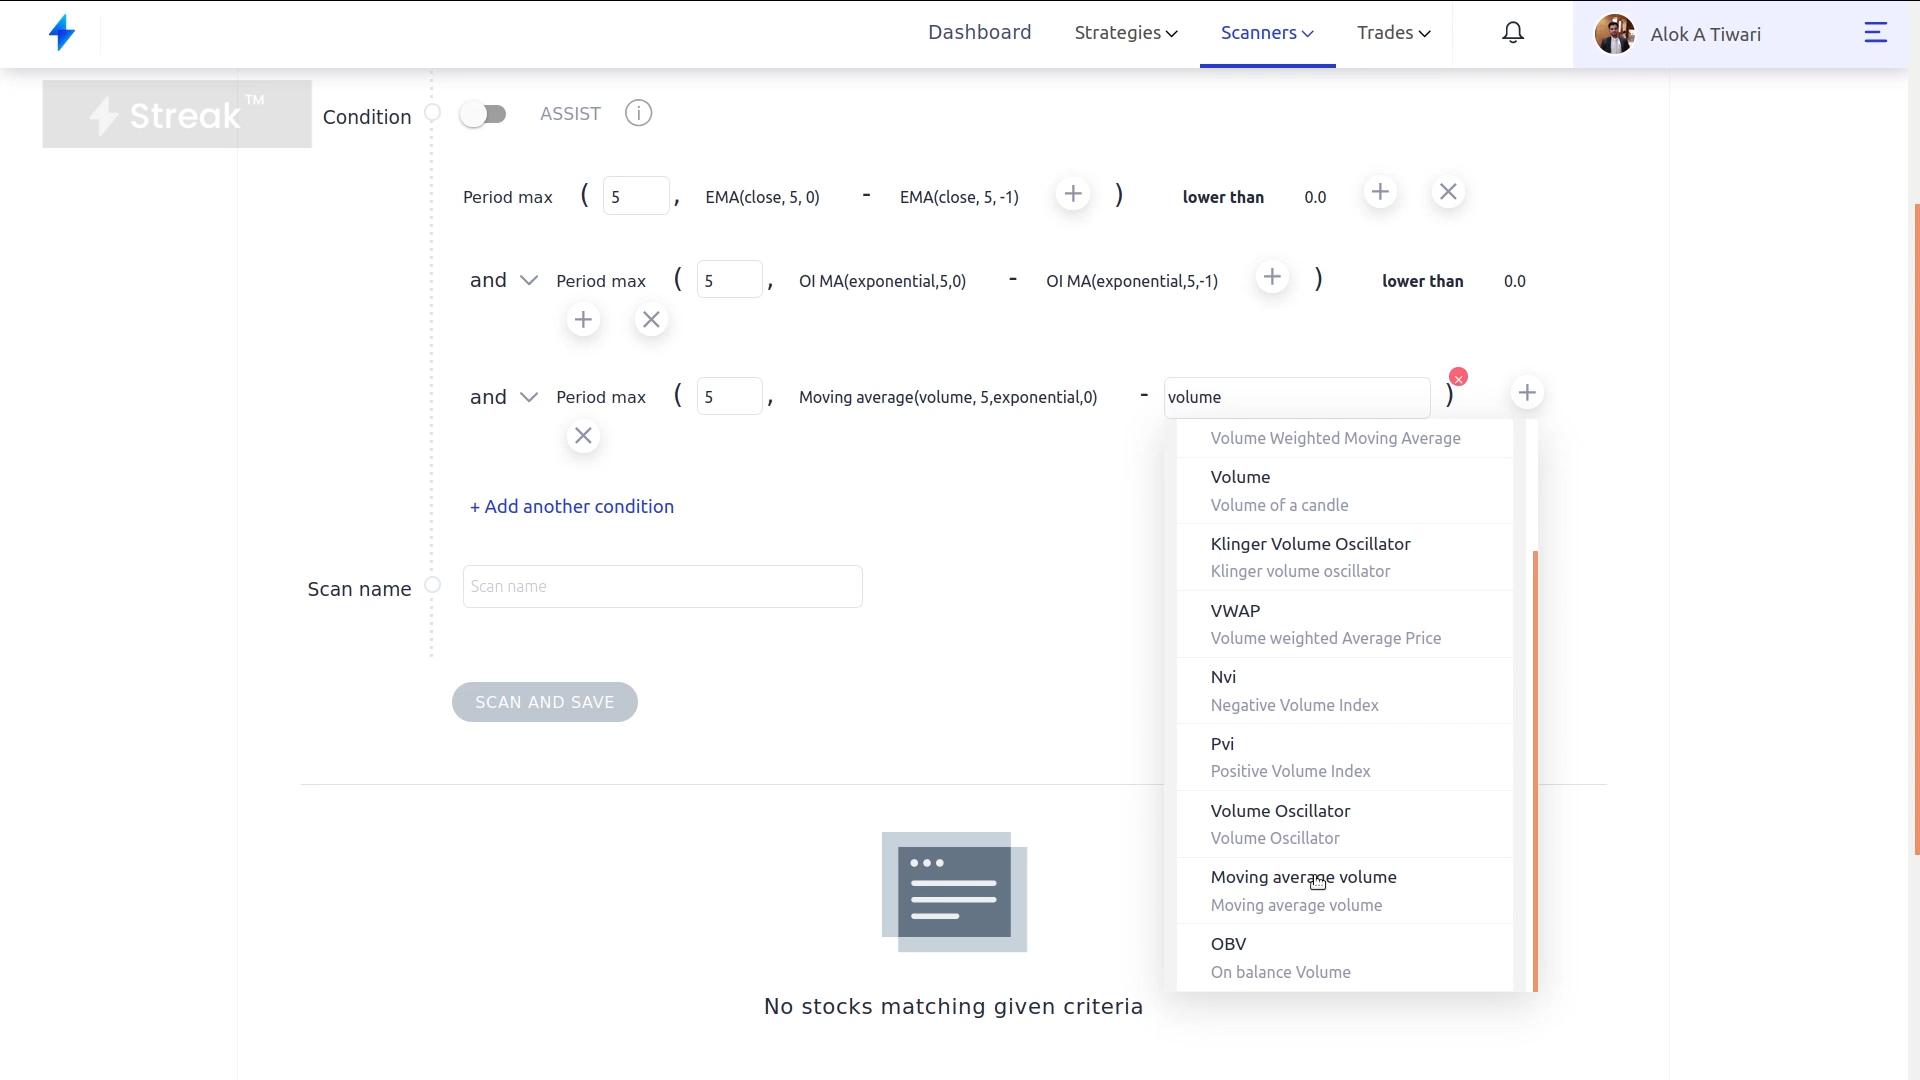 Dashboard Strategies Scanners Trades Alok A Tiwari
Streak™
Condition ASSIST i
Period max ( 5 , EMA(close, 5, 0) - EMA(close, 5, -1) + ) lower than 0.0 + ×
and Period max ( 5 , OI MA(exponential,5,0) - OI MA(exponential,5,-1) + ) lower than 0.0
+ ×
and Period max ( 5 , Moving average(volume, 5,exponential,0) - volume ) × +
×
Volume Weighted Moving Average
Volume
Volume of a candle
Klinger Volume Oscillator
Klinger volume oscillator
VWAP
Volume weighted Average Price
Nvi
Negative Volume Index
Pvi
Positive Volume Index
Volume Oscillator
Volume Oscillator
Moving average volume
Moving average volume
OBV
On balance Volume
+ Add another condition
Scan name Scan name
SCAN AND SAVE
No stocks matching given criteria